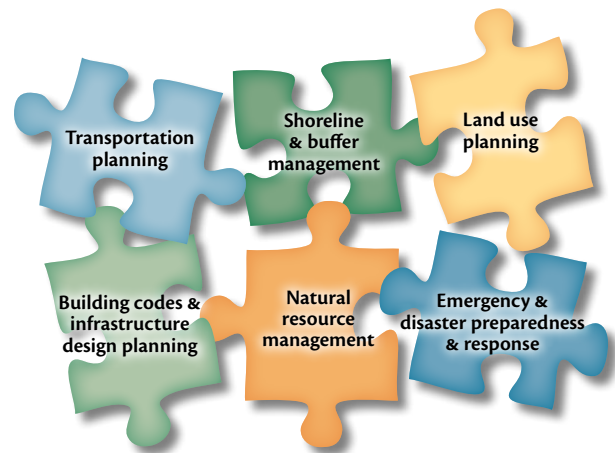 Transportation
planning
Shoreline
& buffer
management
Land use
planning
Building codes &
infrastructure
design planning
Natural
resource
management
Emergency &
disaster preparedness
& response